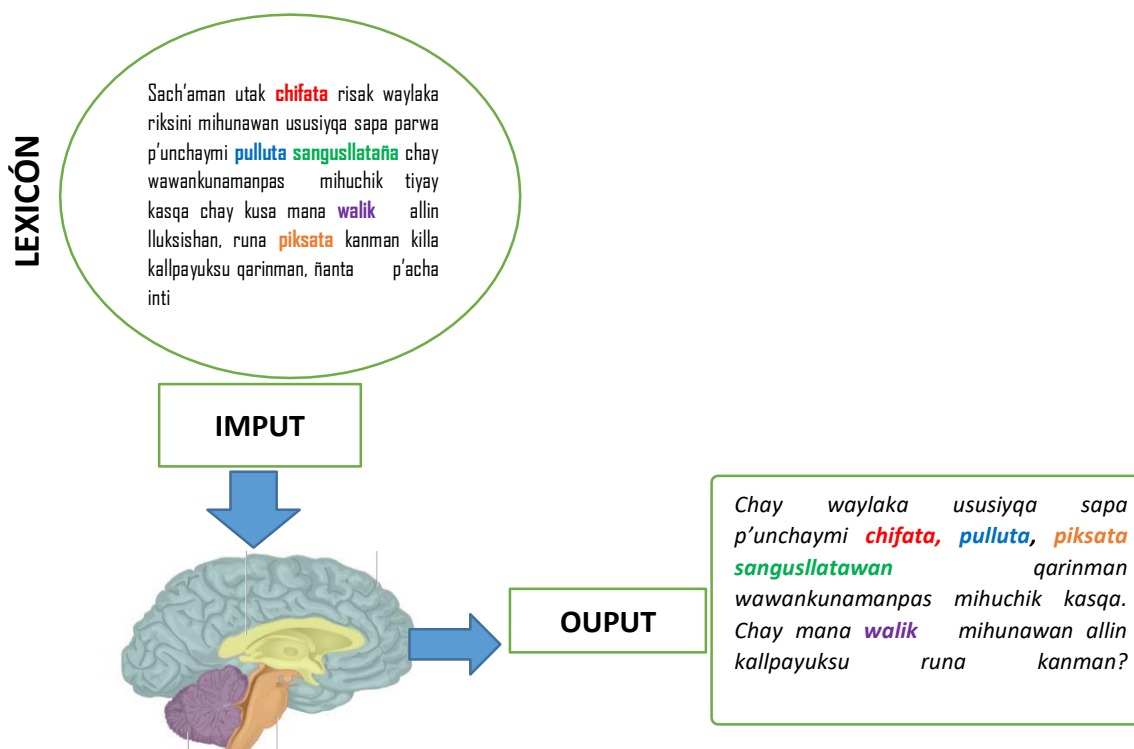 LEXICÓN
Sach'aman utak chifata risak waylaka
riksini mihunawan ususiyqa sapa parwa
p'unchaymi pulluta sangusllataña chay
wawankunamanpas mihuchik tiyay
kasqa chay kusa mana walik allin
lluksishan, runa piksata kanman killa
kallpayuksu qarinman, ñanta p'acha
inti
IMPUT
OUPUT
Chay waylaka ususiyqa sapa
p'unchaymi chifata, pulluta, piksata
sangusllatawan qarinman
wawankunamanpas mihuchik kasqa.
Chay mana walik mihunawan allin
kallpayuksu runa kanman?